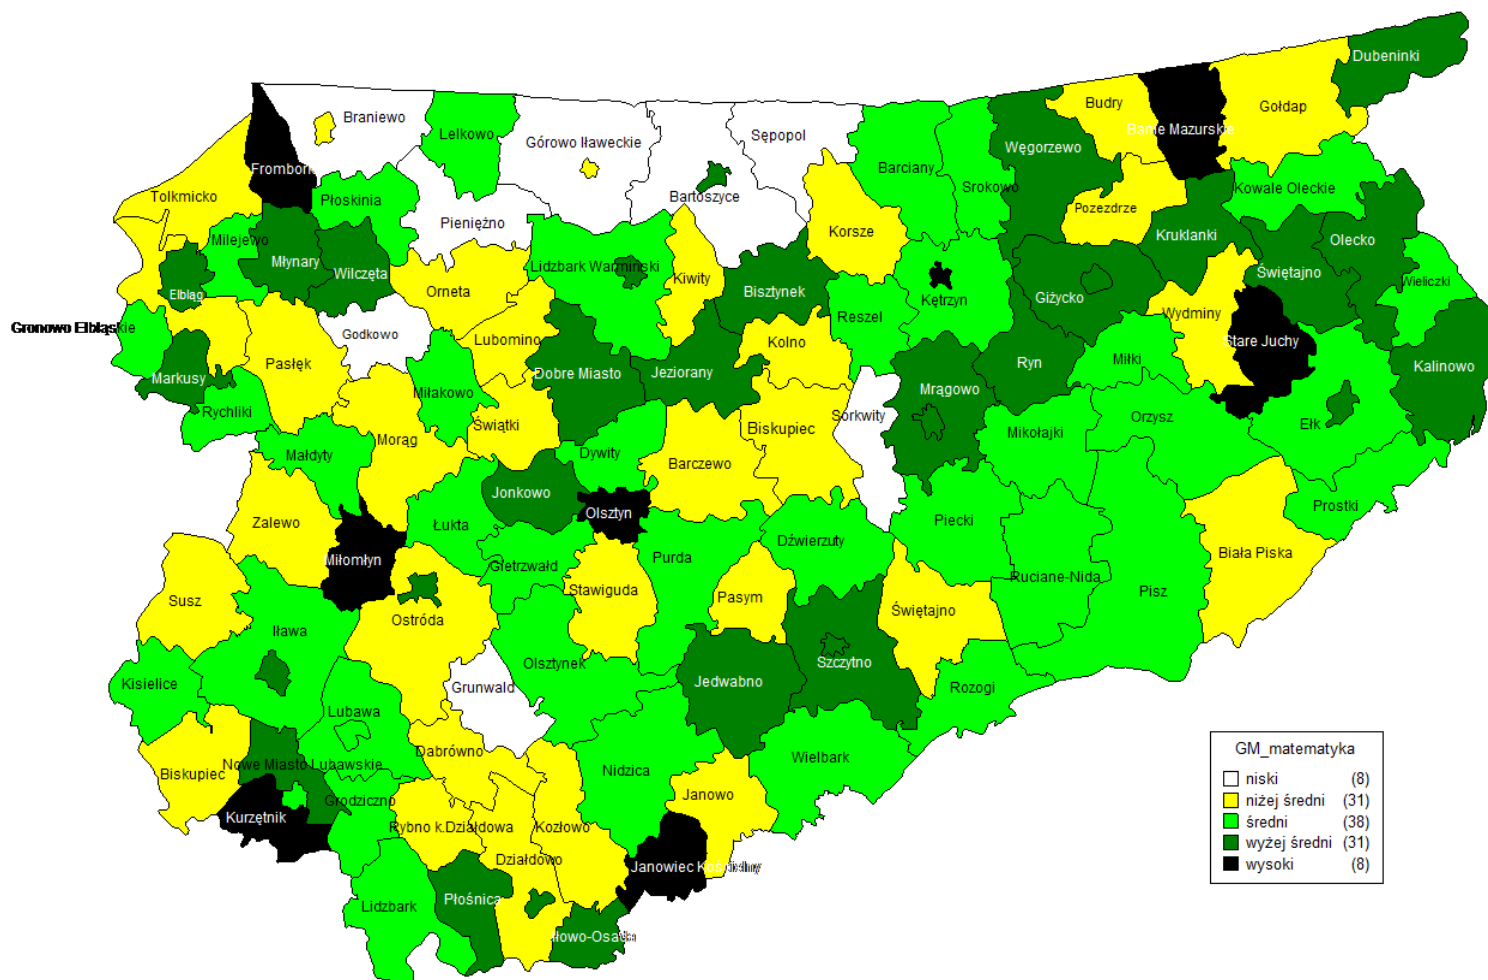 Dubeninki
Budry
Gołdap
Banie Mazurskie
Braniewo
Lelkowo
Górowo Iławeckie
Sępopol
Barciany
Węgorzewo
Frombork
Tolkmicko
Płoskinia
Bartoszyce
Srokowo
Kowale Oleckie
Pozezdrze
Pieniężno
Korsze
Milejewo
Kruklanki
Olecko
Młynary
Wilczęta
Lidzbark Warmiński
Kiwity
Bisztynek
Świętajno
Wieliczki
Elbląg
Orneta
Kętrzyn
Giżycko
Gronowo Elbląskie
Godkowo
Reszel
Wydminy
Lubomino
Kolno
Stare Juchy
Pasłęk
Markusy
Dobre Miasto
Jeziorany
Ryn
Miłki
Kalinowo
Mrągowo
Miłakowo
Rychliki
Sorkwity
Orzysz
Świątki
Biskupiec
Ełk
Morąg
Mikołajki
Małdyty
Dywity
Barczewo
Jonkowo
Olsztyn
Prostki
Zalewo
Łukta
Piecki
Dźwierzuty
Biała Piska
Miłomłyn
Gietrzwałd
Purda
Ruciane-Nida
Stawiguda
Pasym
Pisz
Susz
Świętajno
Ostróda
Iława
Olsztynek
Szczytno
Kisielice
Grunwald
Jedwabno
Rozogi
Lubawa
Dabrówno
Wielbark
Nowe Miasto Lubawskie
Biskupiec
Nidzica
Grodziczno
Janowo
Kurzętnik
Rybno k.Działdowa
Kozłowo
Działdowo
Janowiec Kościelny
Płośnica
Lidzbark
Iłowo-Osada
GM_matematyka
niski (8)
niżej średni (31)
średni (38)
wyżej średni (31)
wysoki (8)